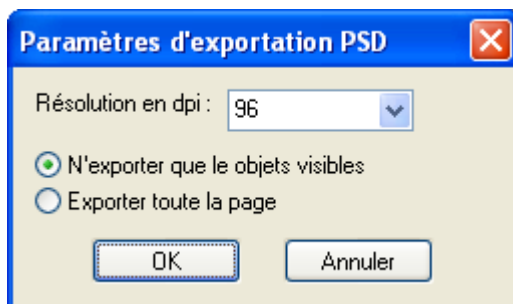 Paramètres d'exportation PSD
Résolution en dpi : 96
N'exporter que le objets visibles
Exporter toute la page
OK Annuler